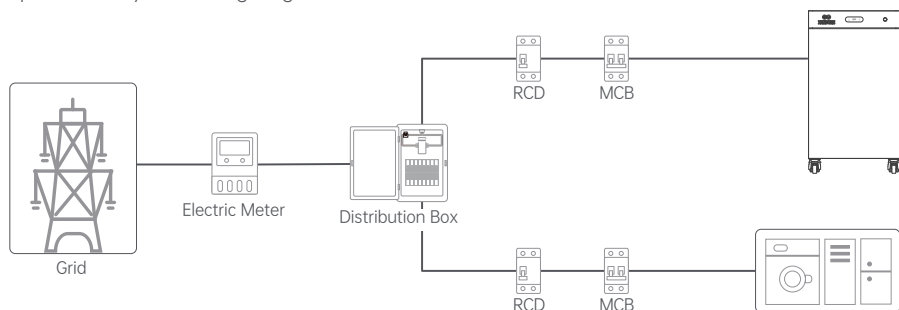 RCD
MCB
Electric Meter
Distribution Box
Grid
RCD
MCB